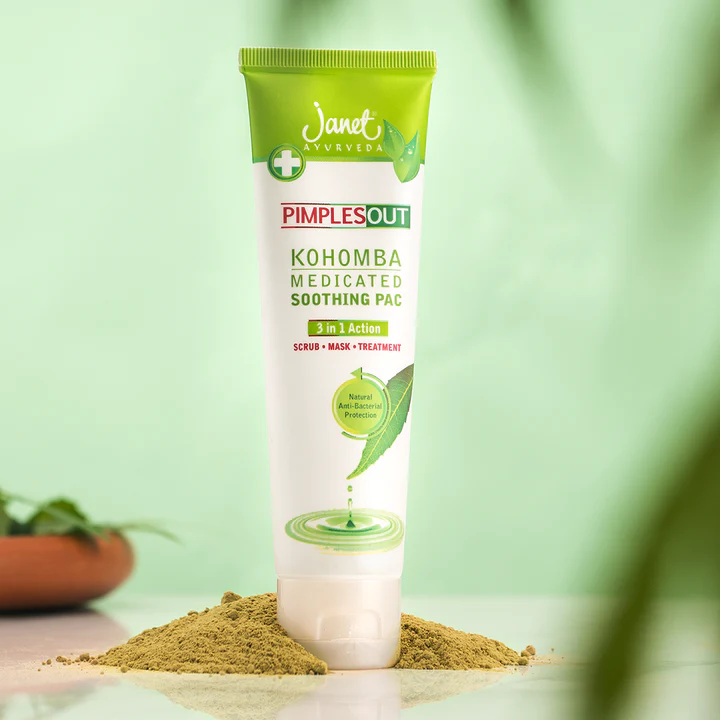 Janet®
AYURVEDA
PIMPLESOUT
KOHOMBA
MEDICATED
SOOTHING PAC
3 in 1 Action
SCRUB • MASK • TREATMENT
Natural
Anti-Bacterial
Protection